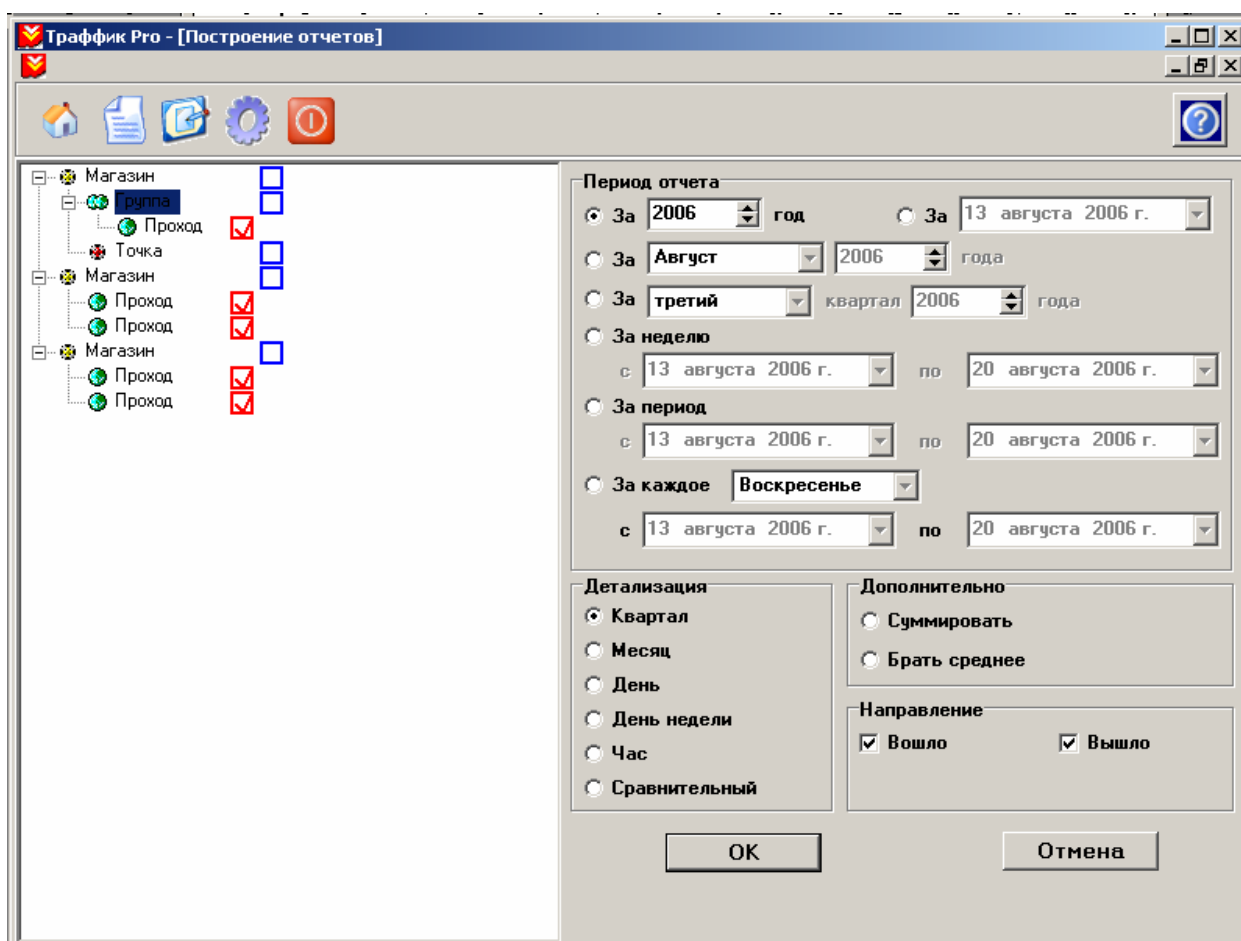 Траффик Pro - [Построение отчетов]
Магазин
Группа
Проход
Точка
Магазин
Проход
Проход
Магазин
Проход
Проход
Период отчета
За 2006 год За 13 августа 2006 г.
За Август 2006 года
За третий квартал 2006 года
За неделю
с 13 августа 2006 г. по 20 августа 2006 г.
За период
с 13 августа 2006 г. по 20 августа 2006 г.
За каждое Воскресенье
с 13 августа 2006 г. по 20 августа 2006 г.
Детализация
Квартал
Месяц
День
День недели
Час
Сравнительный
Дополнительно
Суммировать
Брать среднее
Направление
Вошло Вышло
OK Отмена